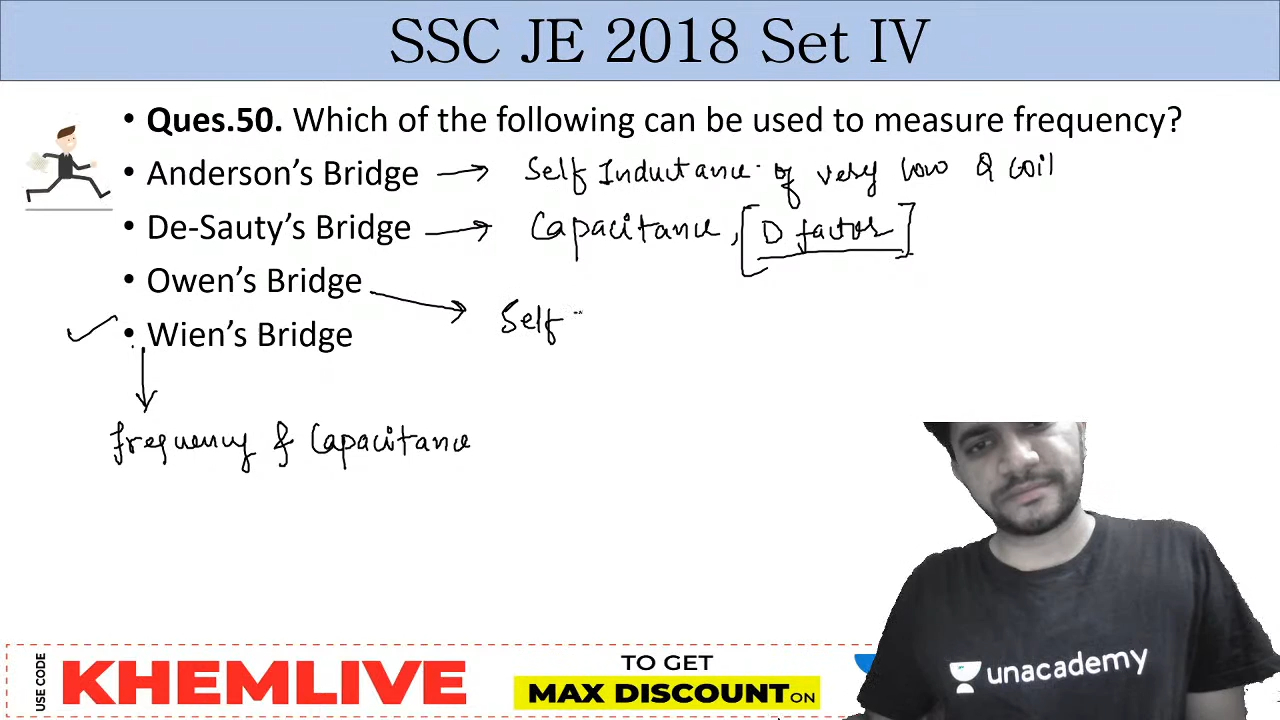 SSC JE 2018 Set IV
• Ques.50. Which of the following can be used to measure frequency?
• Anderson's Bridge → Self Inductance of very low Q coil
• De-Sauty's Bridge → Capacitance, [D factor]
• Owen's Bridge → Self
• Wien's Bridge
frequency & Capacitance
USE CODE
KHEMLIVE
TO GET
MAX DISCOUNT ON
unacademy